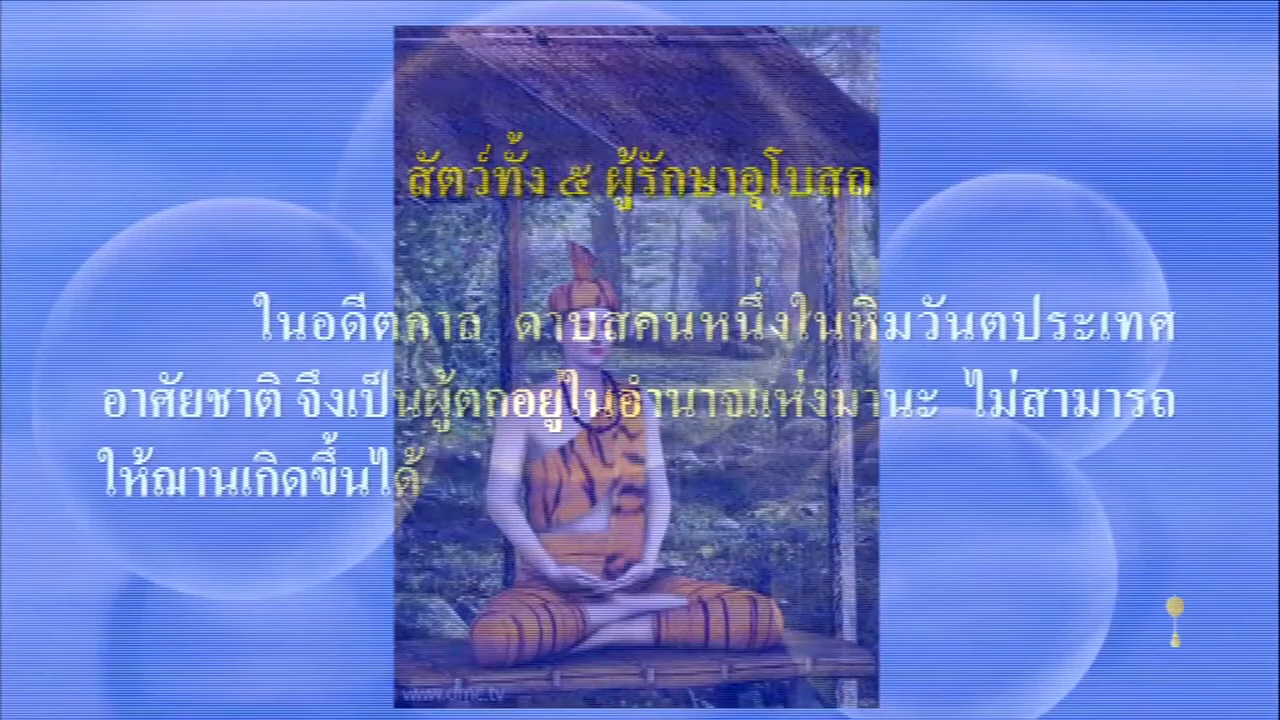 สัตว์ทั้ง ๕ ผู้รักษาอุโบสถ
ในอดีตกาล ดาบสคนหนึ่งในหิมวันตประเทศ
อาศัยชาติ จึงเป็นผู้ตกอยู่ในอำนาจแห่งมานะ ไม่สามารถ
ให้ฌานเกิดขึ้นได้
www.dmc.tv